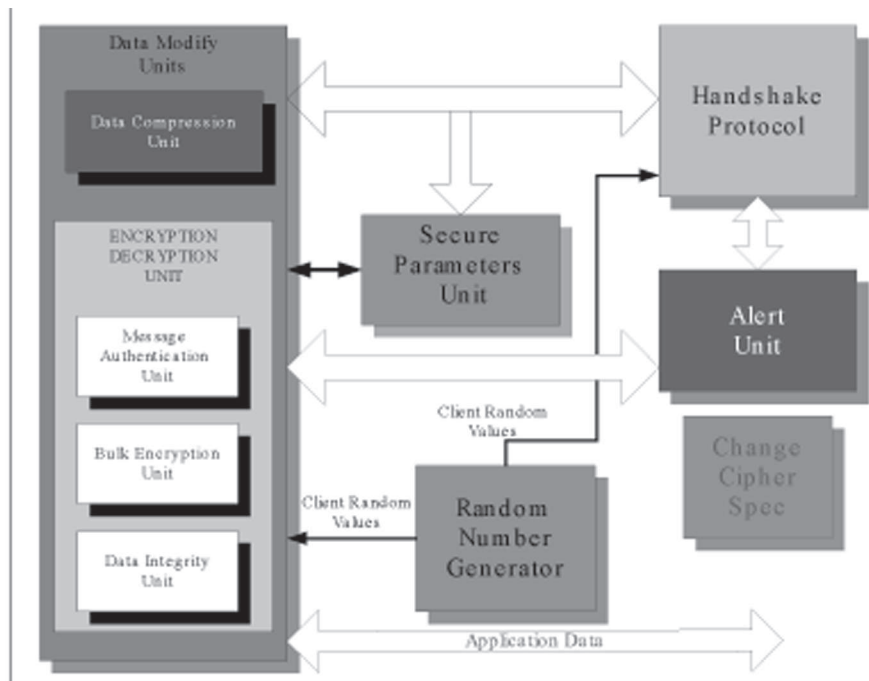 Data Modify
Units
Data Compression
Unit
ENCRYPTION
DECRYPTION
UNIT
Message
Authentication
Unit
Bulk Encryption
Unit
Data Integrity
Unit
Handshake
Protocol
Secure
Parameters
Unit
Alert
Unit
Client Random
Values
Change
Cipher
Spec
Client Random
Values
Random
Number
Generator
Application Data